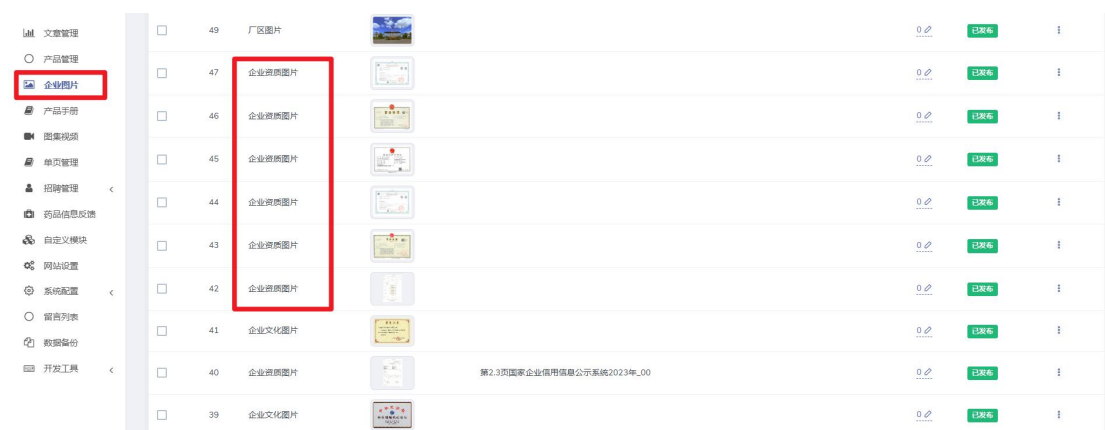 文章管理
产品管理
企业图片
产品手册
图集视频
单页管理
招聘管理
药品信息反馈
自定义模块
网站设置
系统配置
留言列表
数据备份
开发工具
49 厂区图片 0 已发布
47 企业资质图片 0 已发布
46 企业资质图片 0 已发布
45 企业资质图片 0 已发布
44 企业资质图片 0 已发布
43 企业资质图片 0 已发布
42 企业资质图片 0 已发布
41 企业文化图片 0 已发布
40 企业资质图片 第2.3页国家企业信用信息公示系统2023年_00 0 已发布
39 企业文化图片 0 已发布